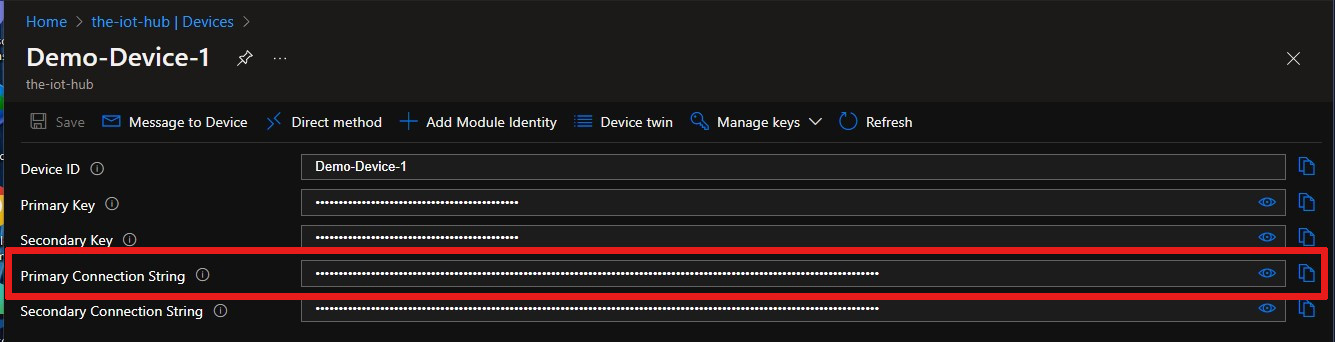 Home > the-iot-hub | Devices >
Demo-Device-1 ...
the-iot-hub
Save Message to Device Direct method Add Module Identity Device twin Manage keys Refresh
Device ID Demo-Device-1
Primary Key
Secondary Key
Primary Connection String
Secondary Connection String